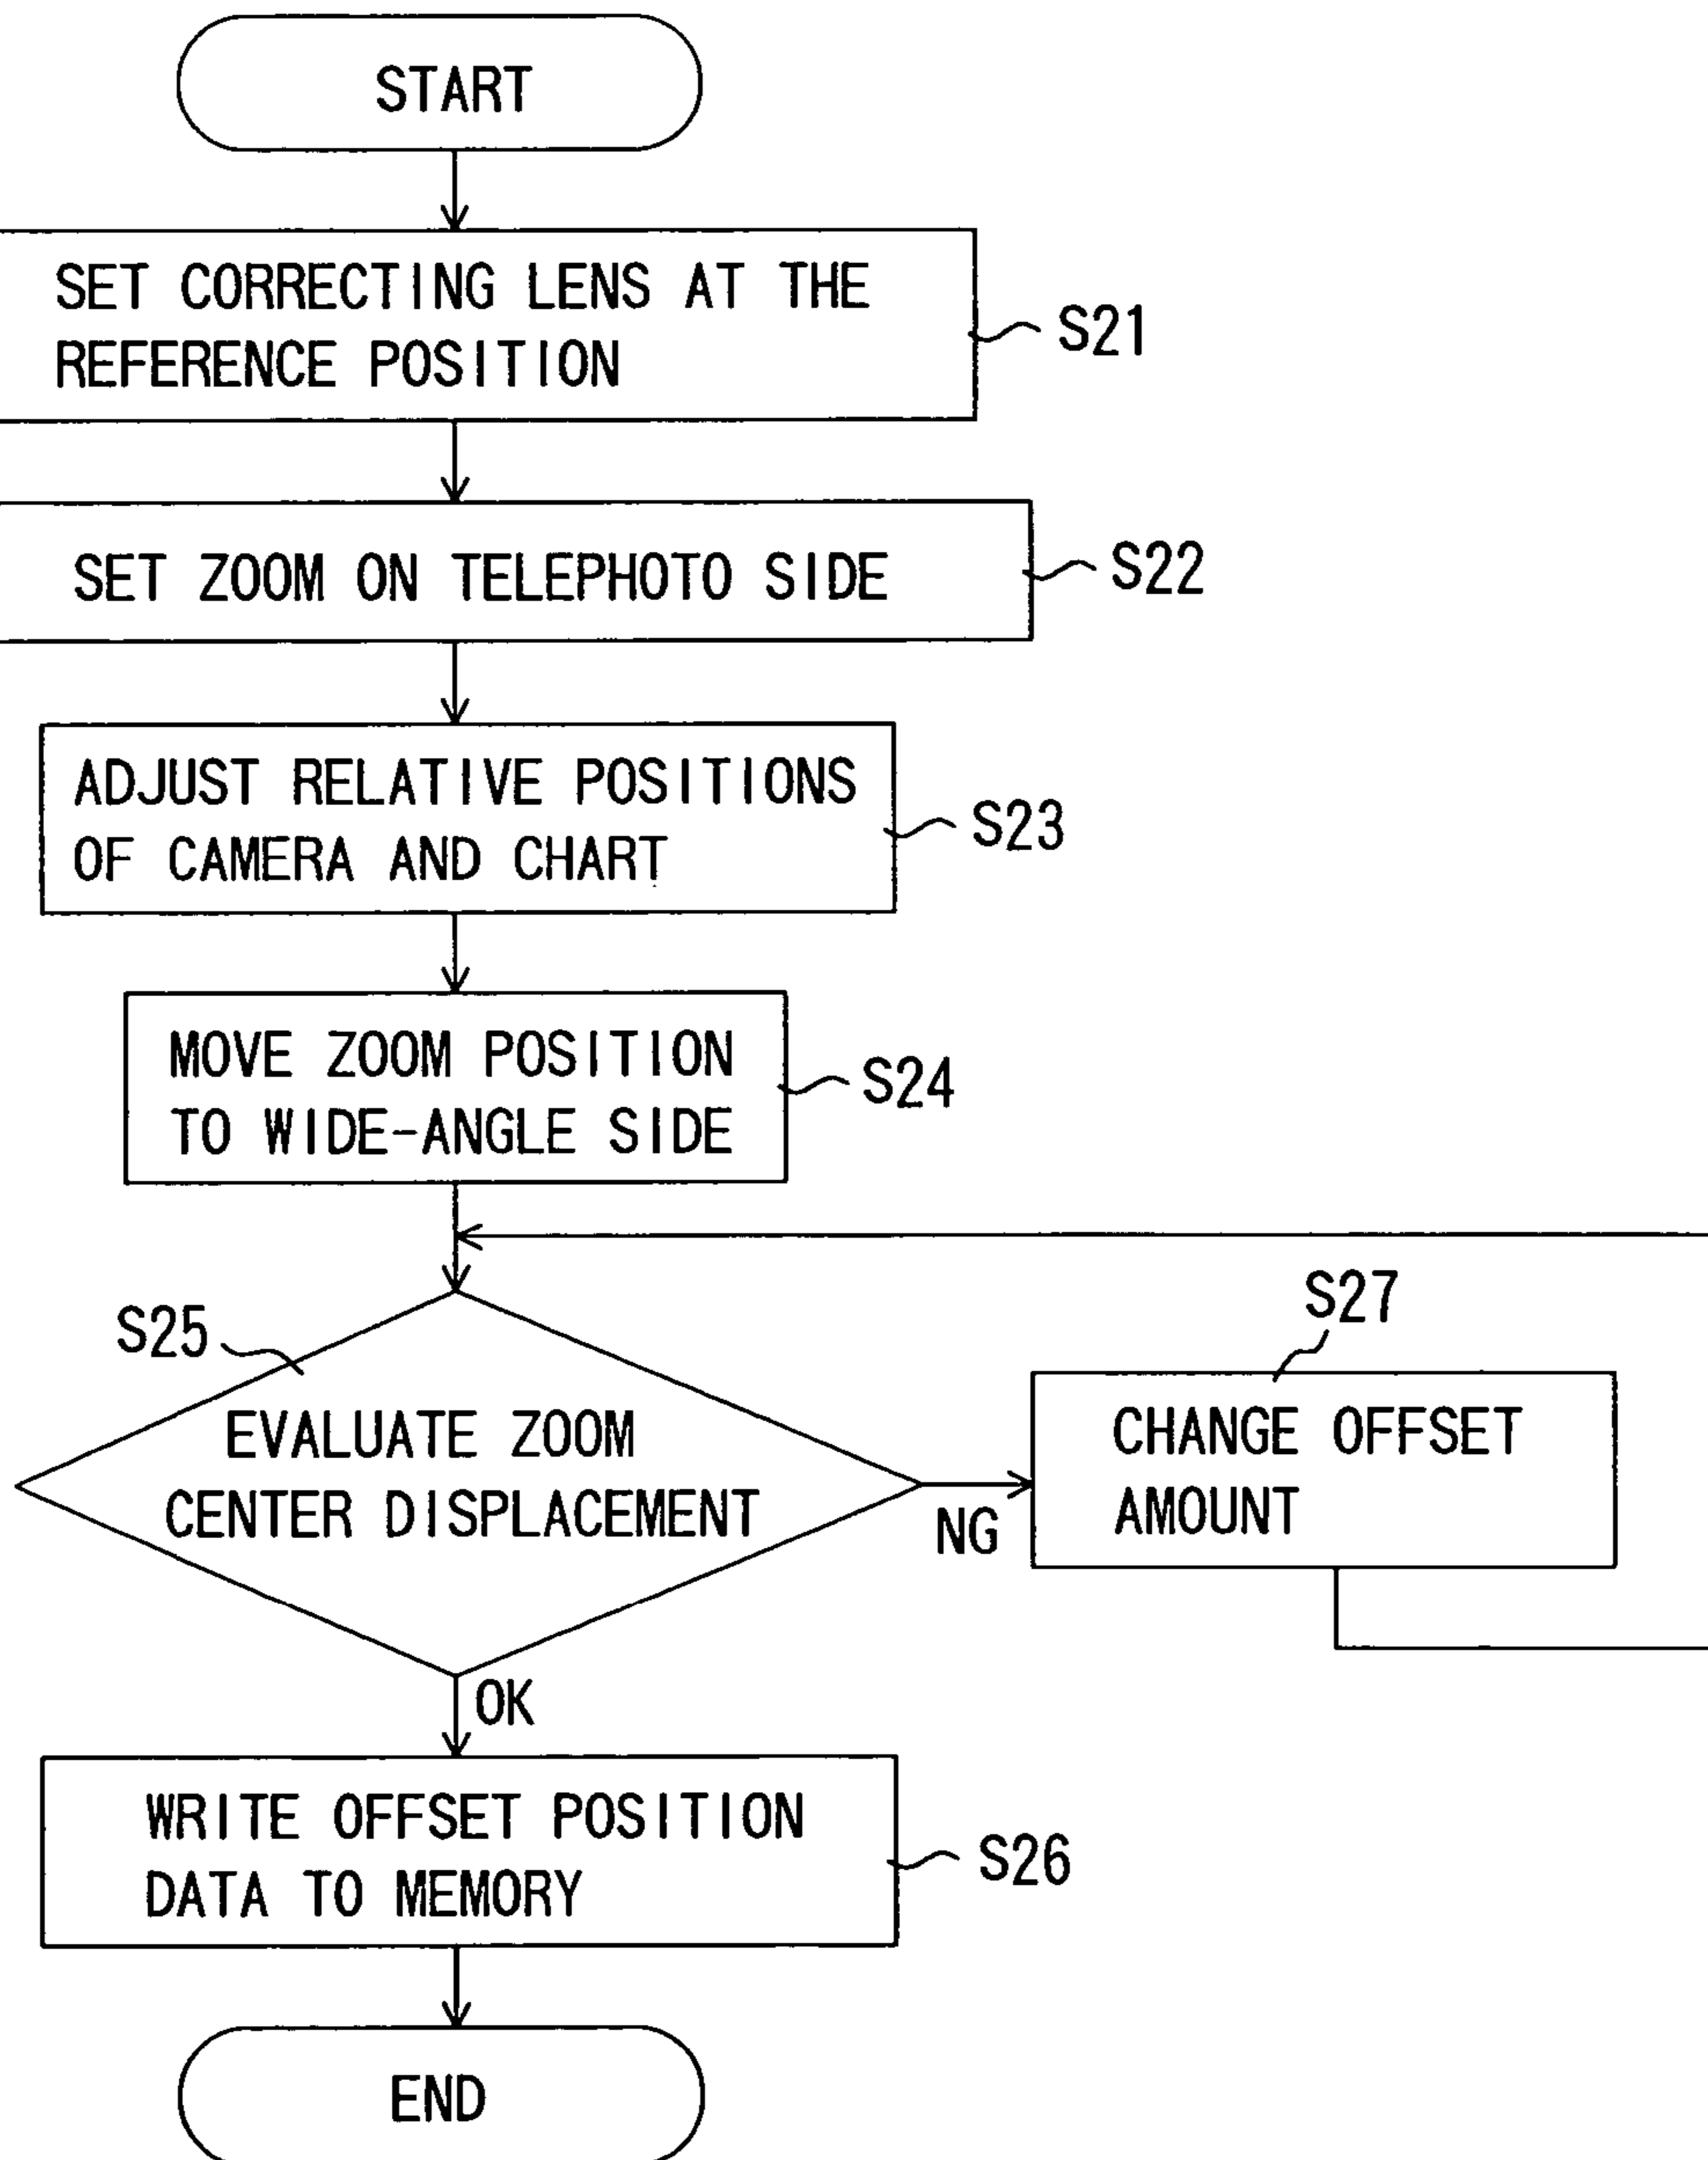 START
SET CORRECTING LENS AT THE
REFERENCE POSITION
S21
SET ZOOM ON TELEPHOTO SIDE
S22
ADJUST RELATIVE POSITIONS
OF CAMERA AND CHART
S23
MOVE ZOOM POSITION
TO WIDE-ANGLE SIDE
S24
S25
EVALUATE ZOOM
CENTER DISPLACEMENT
NG
S27
CHANGE OFFSET
AMOUNT
OK
WRITE OFFSET POSITION
DATA TO MEMORY
S26
END